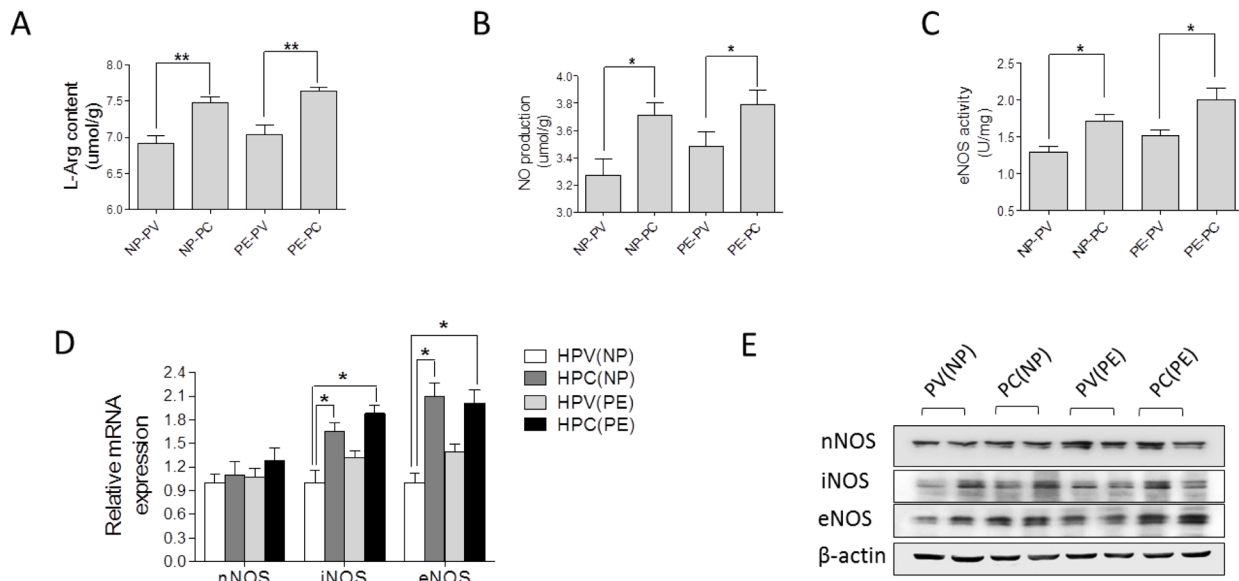 A
L-Arg content
(umol/g)
8.0
7.5
7.0
6.5
6.0
**
**
NP-PV
NP-PC
PE-PV
PE-PC
B
NO production
(umol/g)
4.0
3.8
3.6
3.4
3.2
3.0
*
*
NP-PV
NP-PC
PE-PV
PE-PC
C
eNOS activity
(U/mg)
2.5
2.0
1.5
1.0
0.5
*
*
NP-PV
NP-PC
PE-PV
PE-PC
D
Relative mRNA
expression
2.4
2.1
1.8
1.5
1.2
0.9
0.6
0.3
0.0
*
*
*
*
nNOS
iNOS
eNOS
HPV(NP)
HPC(NP)
HPV(PE)
HPC(PE)
E
PV(NP)
PC(NP)
PV(PE)
PC(PE)
nNOS
iNOS
eNOS
β-actin